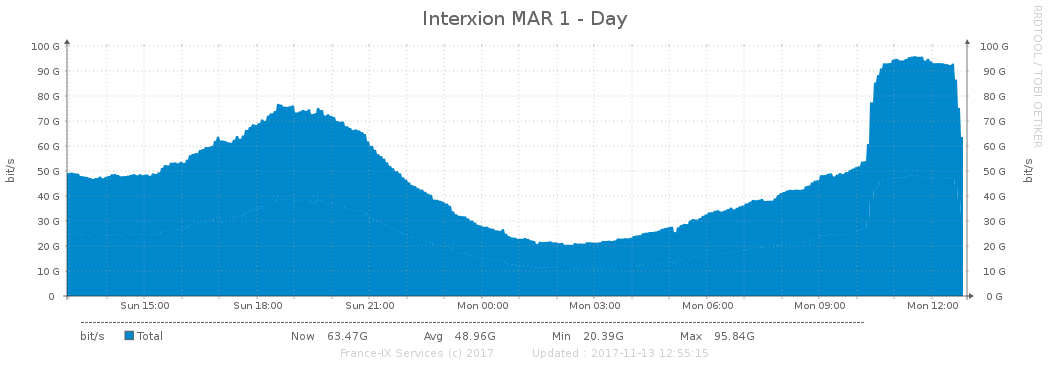 Interxion MAR 1 - Day
RRDTOOL / TOBI OETIKER
100 G 100 G
90 G 90 G
80 G 80 G
70 G 70 G
60 G 60 G
50 G 50 G
40 G 40 G
30 G 30 G
20 G 20 G
10 G 10 G
0 0 G
bit/s bit/s
Sun 15:00 Sun 18:00 Sun 21:00 Mon 00:00 Mon 03:00 Mon 06:00 Mon 09:00 Mon 12:00
bit/s Total Now 63.47G Avg 48.96G Min 20.39G Max 95.84G
France-IX Services (c) 2017 Updated : 2017-11-13 12:55:15